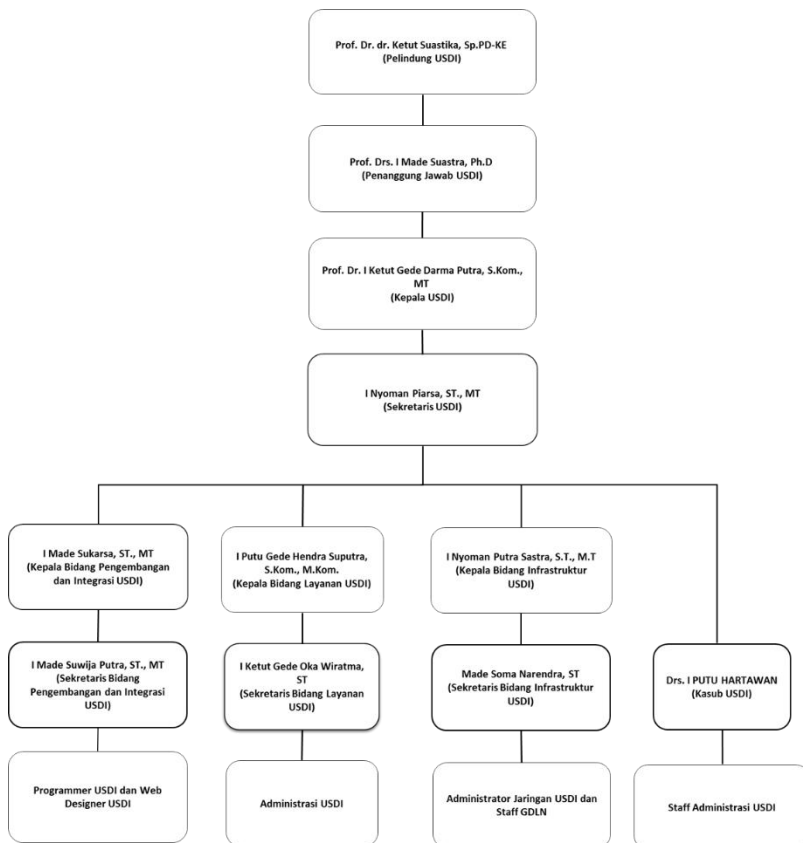 Prof. Dr. dr. Ketut Suastika, Sp.PD-KE
(Pelindung USDI)
Prof. Drs. I Made Suastra, Ph.D
(Penanggung Jawab USDI)
Prof. Dr. I Ketut Gede Darma Putra, S.Kom.,
MT
(Kepala USDI)
I Nyoman Piarsa, ST., MT
(Sekretaris USDI)
I Made Sukarsa, ST., MT
(Kepala Bidang Pengembangan
dan Integrasi USDI)
I Putu Gede Hendra Suputra,
S.Kom., M.Kom.
(Kepala Bidang Layanan USDI)
I Nyoman Putra Sastra, S.T., M.T
(Kepala Bidang Infrastruktur
USDI)
I Made Suwija Putra, ST., MT
(Sekretaris Bidang
Pengembangan dan Integrasi
USDI)
I Ketut Gede Oka Wiratma,
ST
(Sekretaris Bidang Layanan
USDI)
Made Soma Narendra, ST
(Sekretaris Bidang Infrastruktur
USDI)
Drs. I PUTU HARTAWAN
(Kasub USDI)
Programmer USDI dan Web
Designer USDI
Administrasi USDI
Administrator Jaringan USDI dan
Staff GDLN
Staff Administrasi USDI